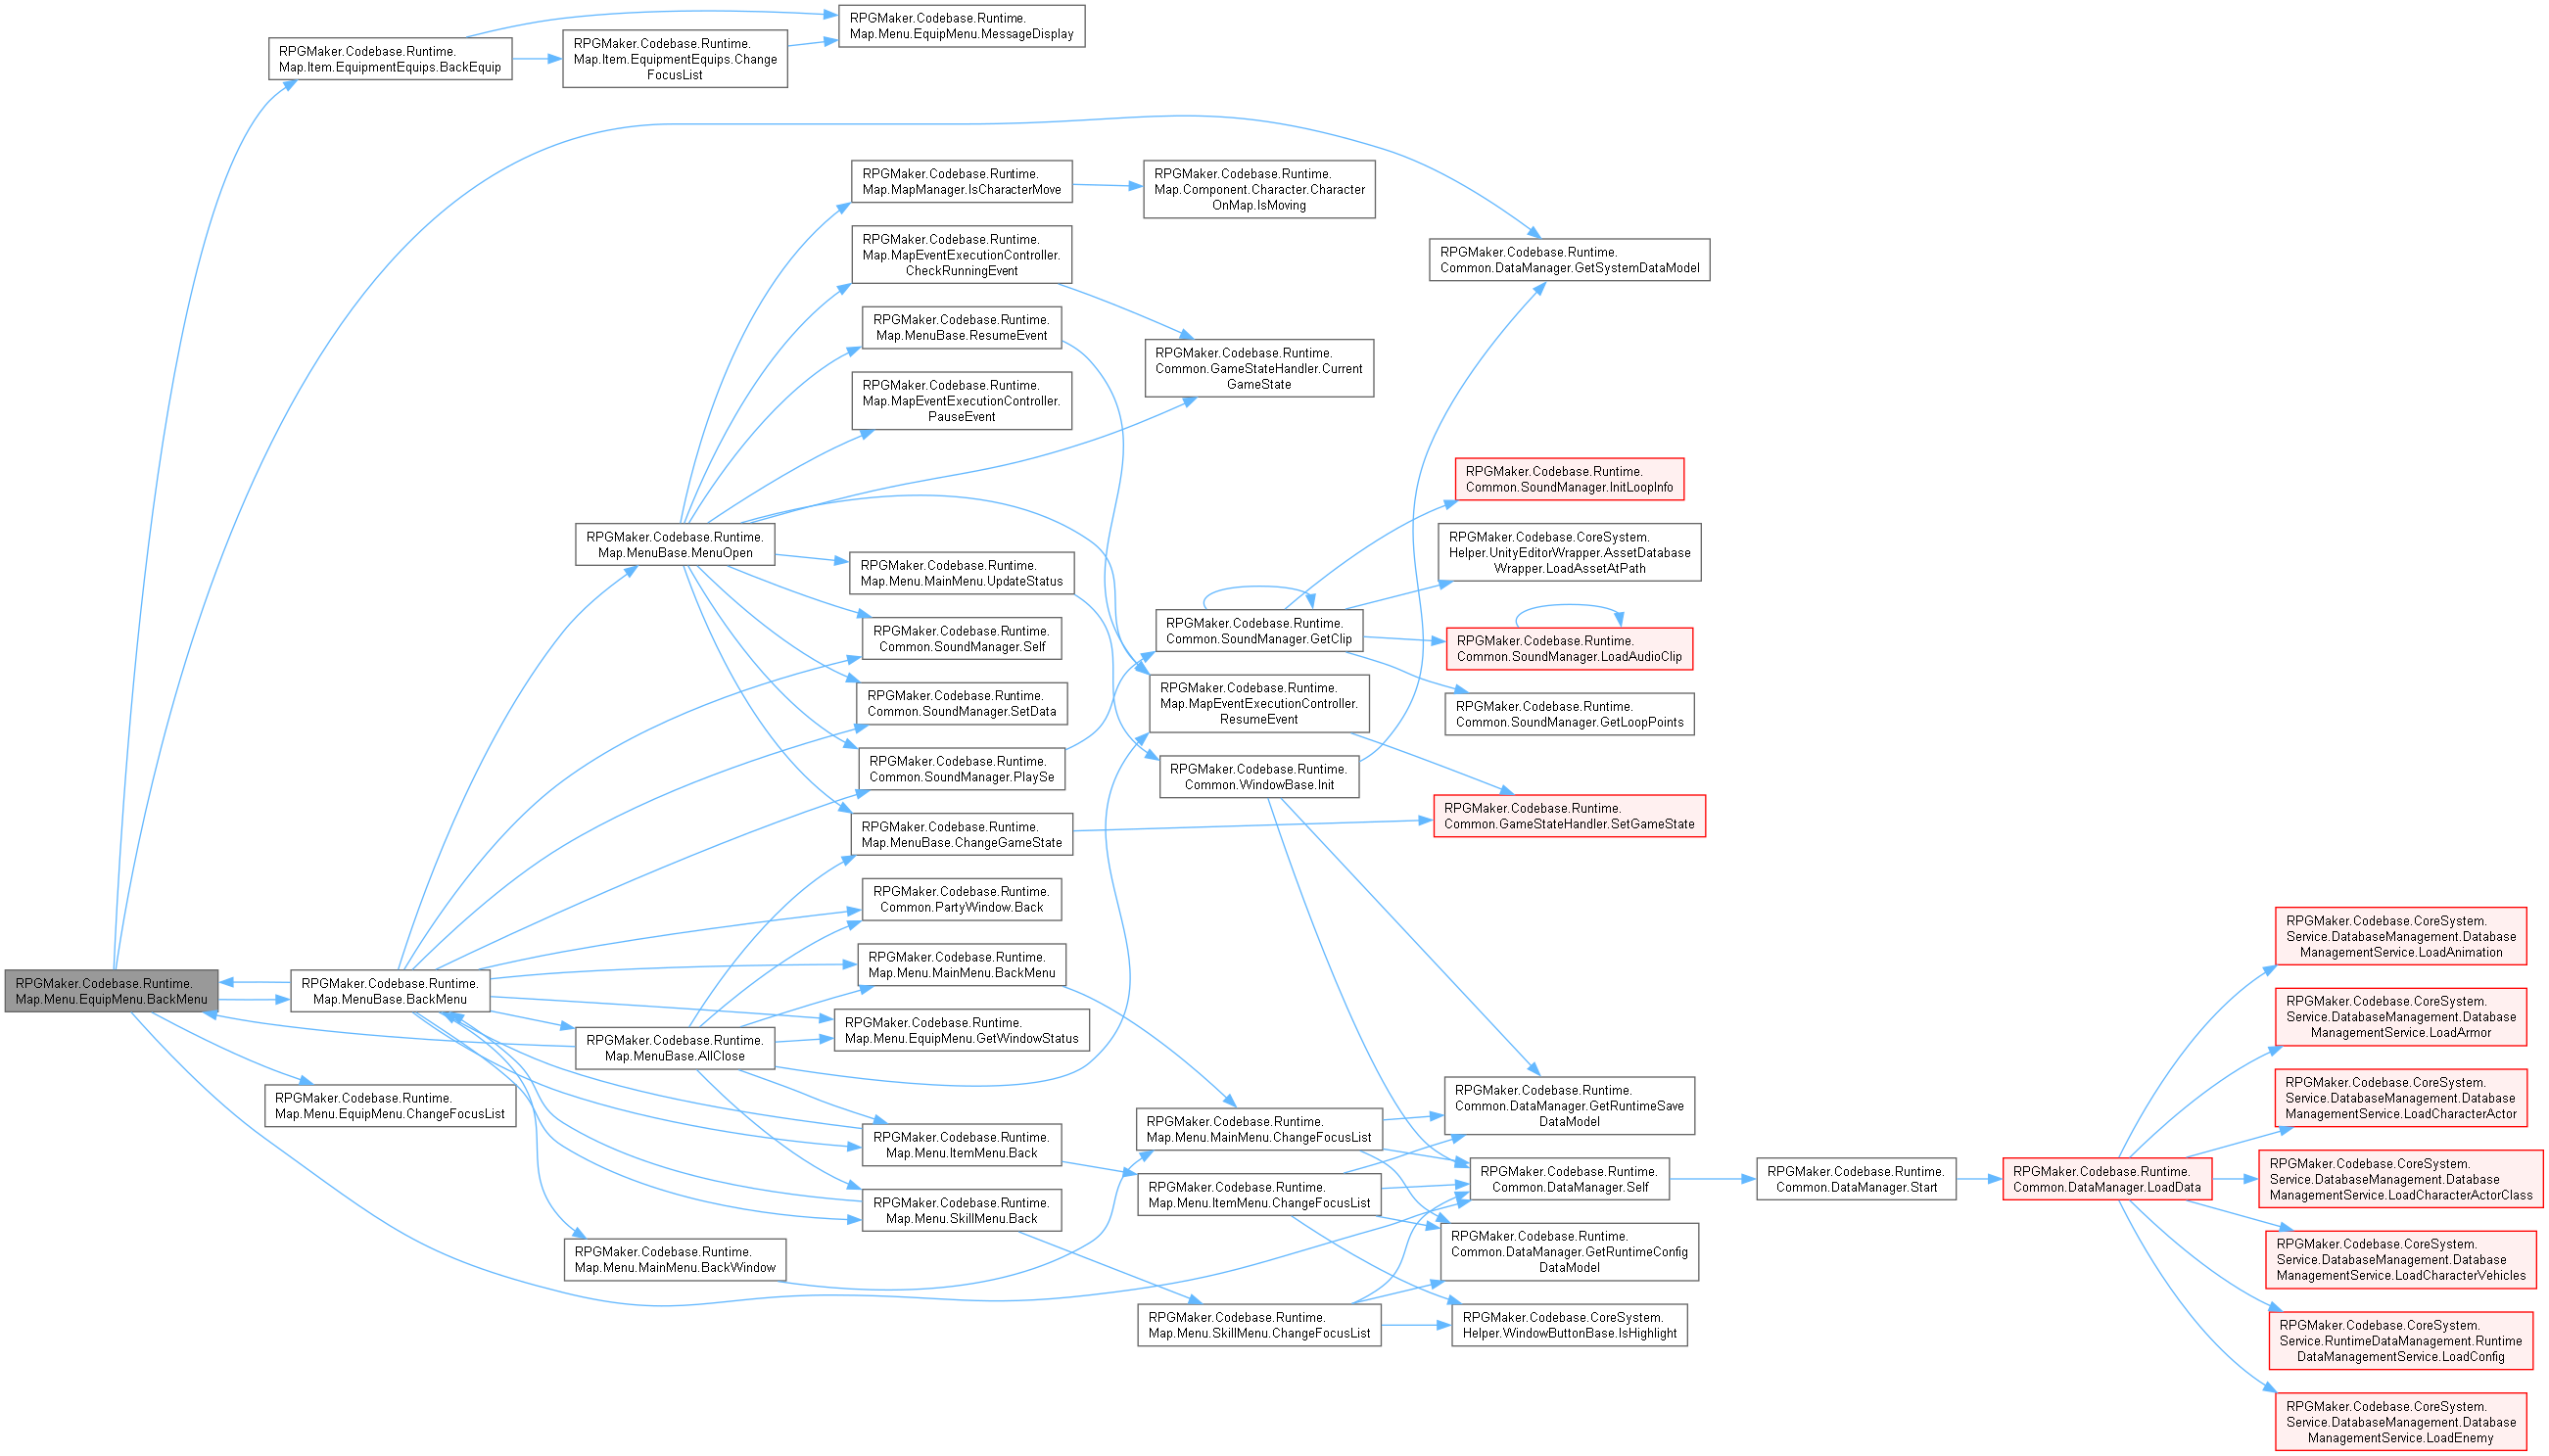 RPGMaker.Codebase.Runtime.
Map.Menu.EquipMenu.BackMenu
RPGMaker.Codebase.Runtime.
Map.Item.EquipmentEquips.BackEquip
RPGMaker.Codebase.Runtime.
Map.MenuBase.BackMenu
RPGMaker.Codebase.Runtime.
Map.Menu.EquipMenu.ChangeFocusList
RPGMaker.Codebase.Runtime.
Map.Item.EquipmentEquips.Change
FocusList
RPGMaker.Codebase.Runtime.
Map.MenuBase.MenuOpen
RPGMaker.Codebase.Runtime.
Map.MenuBase.AllClose
RPGMaker.Codebase.Runtime.
Map.Menu.MainMenu.BackWindow
RPGMaker.Codebase.Runtime.
Map.Menu.EquipMenu.MessageDisplay
RPGMaker.Codebase.Runtime.
Map.MapManager.IsCharacterMove
RPGMaker.Codebase.Runtime.
Map.MapEventExecutionController.
CheckRunningEvent
RPGMaker.Codebase.Runtime.
Map.MenuBase.ResumeEvent
RPGMaker.Codebase.Runtime.
Map.MapEventExecutionController.
PauseEvent
RPGMaker.Codebase.Runtime.
Map.Menu.MainMenu.UpdateStatus
RPGMaker.Codebase.Runtime.
Common.SoundManager.Self
RPGMaker.Codebase.Runtime.
Common.SoundManager.SetData
RPGMaker.Codebase.Runtime.
Common.SoundManager.PlaySe
RPGMaker.Codebase.Runtime.
Map.MenuBase.ChangeGameState
RPGMaker.Codebase.Runtime.
Common.PartyWindow.Back
RPGMaker.Codebase.Runtime.
Map.Menu.MainMenu.BackMenu
RPGMaker.Codebase.Runtime.
Map.Menu.EquipMenu.GetWindowStatus
RPGMaker.Codebase.Runtime.
Map.Menu.ItemMenu.Back
RPGMaker.Codebase.Runtime.
Map.Menu.SkillMenu.Back
RPGMaker.Codebase.Runtime.
Map.Component.Character.Character
OnMap.IsMoving
RPGMaker.Codebase.Runtime.
Common.GameStateHandler.Current
GameState
RPGMaker.Codebase.Runtime.
Common.SoundManager.GetClip
RPGMaker.Codebase.Runtime.
Map.MapEventExecutionController.
ResumeEvent
RPGMaker.Codebase.Runtime.
Common.WindowBase.Init
RPGMaker.Codebase.Runtime.
Map.Menu.MainMenu.ChangeFocusList
RPGMaker.Codebase.Runtime.
Map.Menu.ItemMenu.ChangeFocusList
RPGMaker.Codebase.Runtime.
Map.Menu.SkillMenu.ChangeFocusList
RPGMaker.Codebase.Runtime.
Common.DataManager.GetSystemDataModel
RPGMaker.Codebase.Runtime.
Common.SoundManager.InitLoopInfo
RPGMaker.Codebase.CoreSystem.
Helper.UnityEditorWrapper.AssetDatabase
Wrapper.LoadAssetAtPath
RPGMaker.Codebase.Runtime.
Common.SoundManager.LoadAudioClip
RPGMaker.Codebase.Runtime.
Common.SoundManager.GetLoopPoints
RPGMaker.Codebase.Runtime.
Common.GameStateHandler.SetGameState
RPGMaker.Codebase.Runtime.
Common.DataManager.GetRuntimeSave
DataModel
RPGMaker.Codebase.Runtime.
Common.DataManager.Self
RPGMaker.Codebase.Runtime.
Common.DataManager.GetRuntimeConfig
DataModel
RPGMaker.Codebase.CoreSystem.
Helper.WindowButtonBase.IsHighlight
RPGMaker.Codebase.Runtime.
Common.DataManager.Start
RPGMaker.Codebase.Runtime.
Common.DataManager.LoadData
RPGMaker.Codebase.CoreSystem.
Service.DatabaseManagement.Database
ManagementService.LoadAnimation
RPGMaker.Codebase.CoreSystem.
Service.DatabaseManagement.Database
ManagementService.LoadArmor
RPGMaker.Codebase.CoreSystem.
Service.DatabaseManagement.Database
ManagementService.LoadCharacterActor
RPGMaker.Codebase.CoreSystem.
Service.DatabaseManagement.Database
ManagementService.LoadCharacterActorClass
RPGMaker.Codebase.CoreSystem.
Service.DatabaseManagement.Database
ManagementService.LoadCharacterVehicles
RPGMaker.Codebase.CoreSystem.
Service.RuntimeDataManagement.Runtime
DataManagementService.LoadConfig
RPGMaker.Codebase.CoreSystem.
Service.DatabaseManagement.Database
ManagementService.LoadEnemy